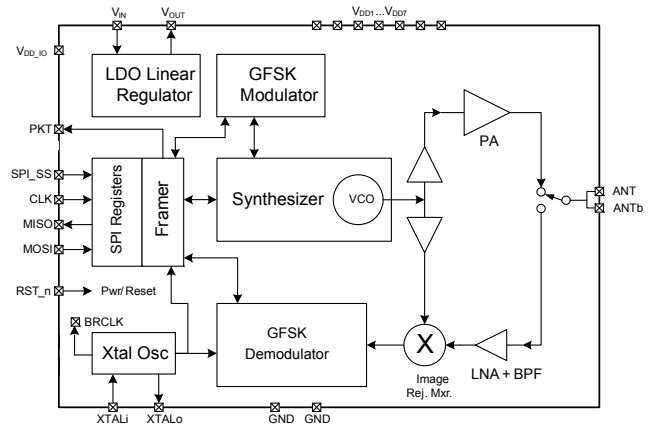 VIN VOUT VDD1...VDD7
VDD_IO
LDO Linear
Regulator
GFSK
Modulator
PKT
PA
SPI_SS
CLK
MISO
MOSI
SPI Registers
Framer
Synthesizer
VCO
ANT
ANTb
RST_n
Pwr/Reset
BRCLK
Xtal Osc
GFSK
Demodulator
X
Image
Rej. Mxr.
LNA + BPF
XTALi
XTALo
GND
GND